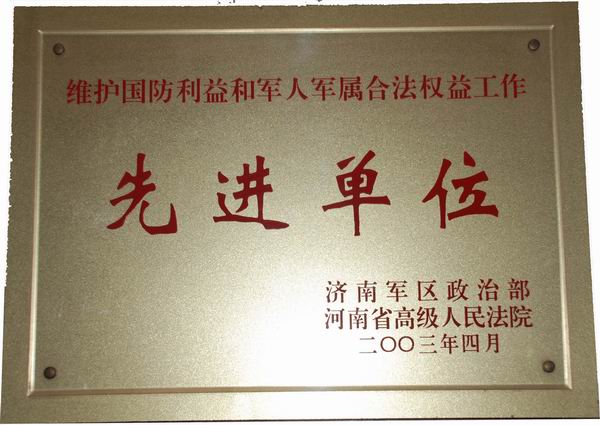 维护国防利益和军人军属合法权益工作
先进单位
济南军区政治部
河南省高级人民法院
二〇〇三年四月